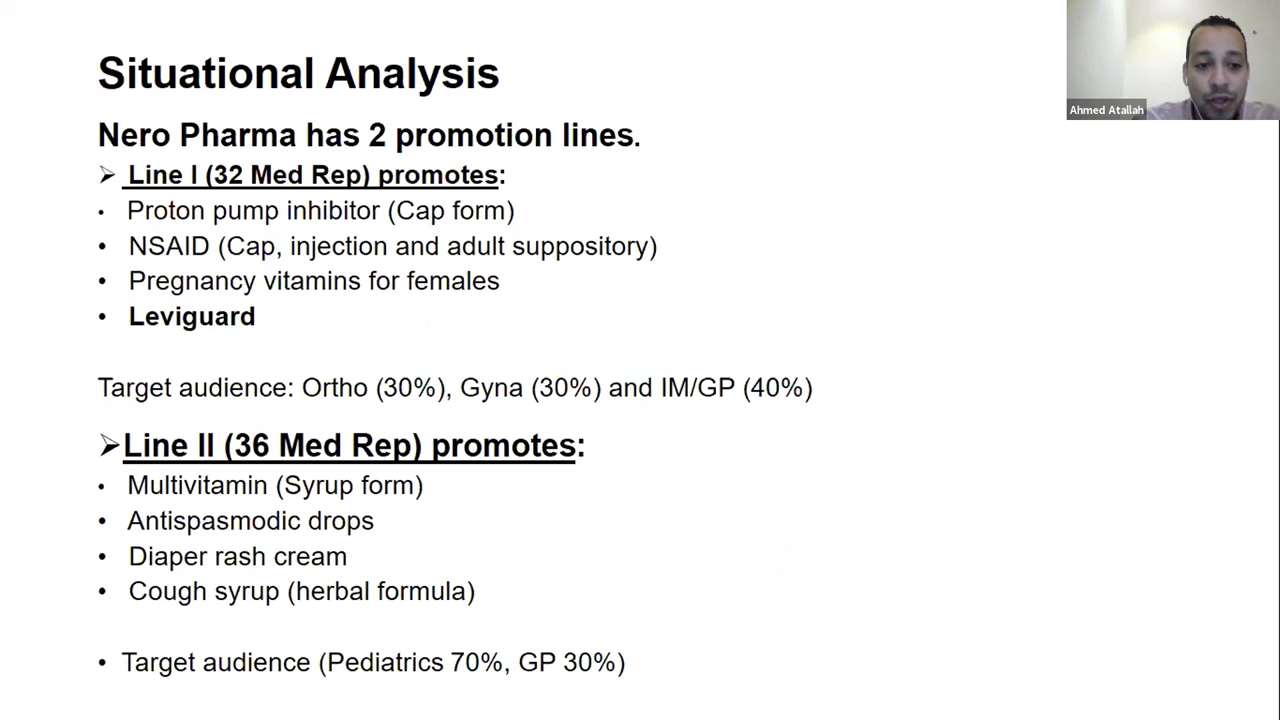 Situational Analysis
Ahmed Atallah
Nero Pharma has 2 promotion lines.
➢ Line I (32 Med Rep) promotes:
• Proton pump inhibitor (Cap form)
• NSAID (Cap, injection and adult suppository)
• Pregnancy vitamins for females
• Leviguard
Target audience: Ortho (30%), Gyna (30%) and IM/GP (40%)
➢Line II (36 Med Rep) promotes:
• Multivitamin (Syrup form)
• Antispasmodic drops
• Diaper rash cream
• Cough syrup (herbal formula)
• Target audience (Pediatrics 70%, GP 30%)